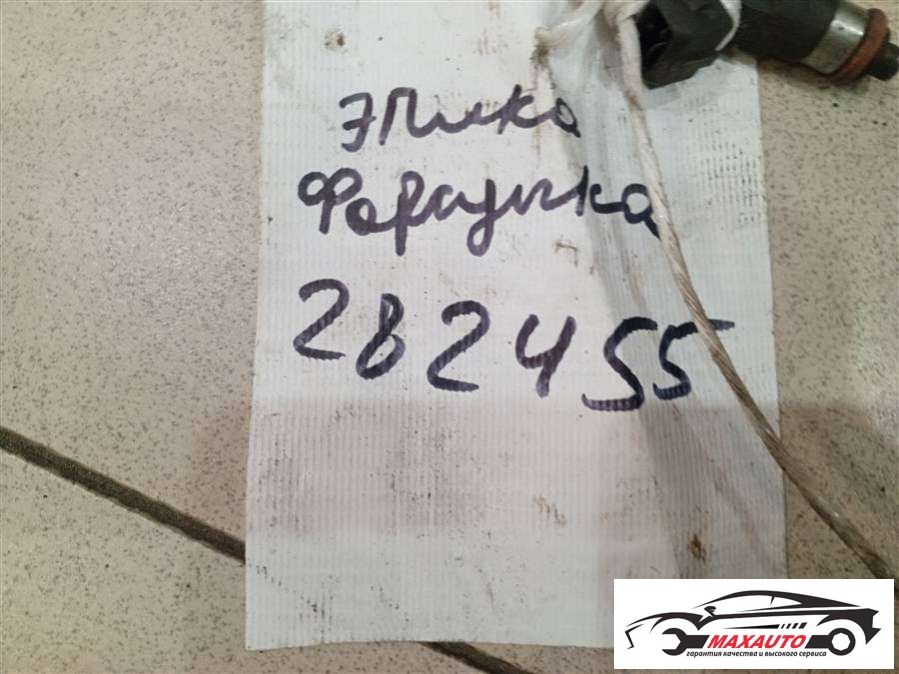 эпика
Форсунка
282455
MAXAUTO
гарантия качества и высокого сервиса